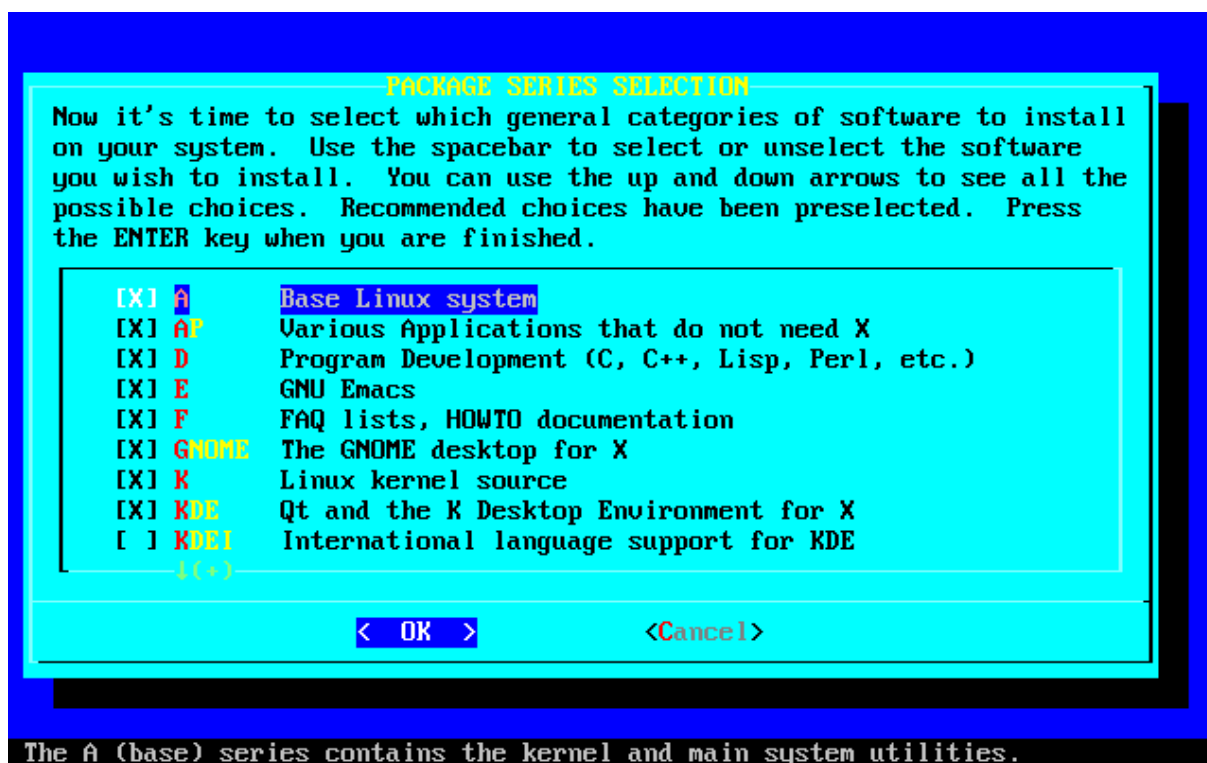 PACKAGE SERIES SELECTION
Now it's time to select which general categories of software to install
on your system.  Use the spacebar to select or unselect the software
you wish to install.  You can use the up and down arrows to see all the
possible choices.  Recommended choices have been preselected.  Press
the ENTER key when you are finished.
[X] A Base Linux system
[X] AP Various Applications that do not need X
[X] D Program Development (C, C++, Lisp, Perl, etc.)
[X] E GNU Emacs
[X] F FAQ lists, HOWTO documentation
[X] GNOME The GNOME desktop for X
[X] K Linux kernel source
[X] KDE Qt and the K Desktop Environment for X
[ ] KDEI International language support for KDE
↓(+)
< OK > <Cancel>
The A (base) series contains the kernel and main system utilities.